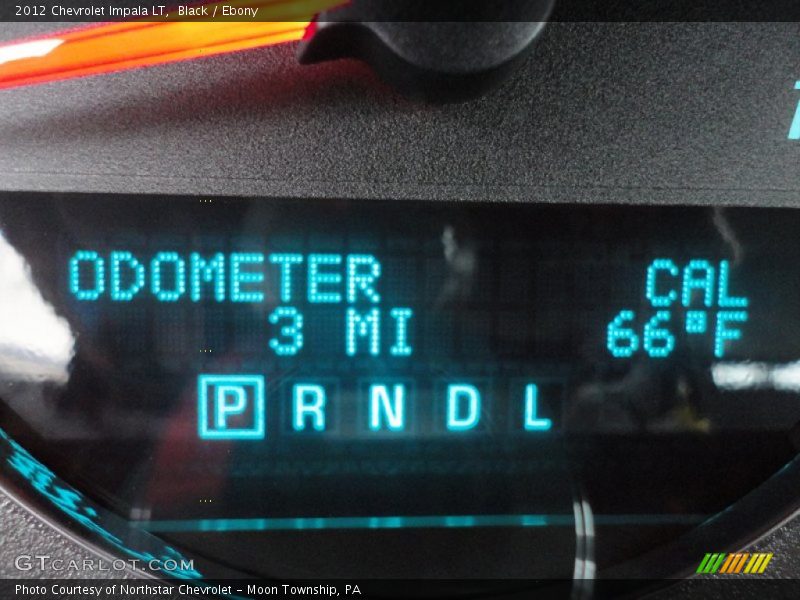 2012 Chevrolet Impala LT, Black / Ebony
ODOMETER CAL
3 MI 66°F
P R N D L
GTCARLOT.COM
Photo Courtesy of Northstar Chevrolet - Moon Township, PA